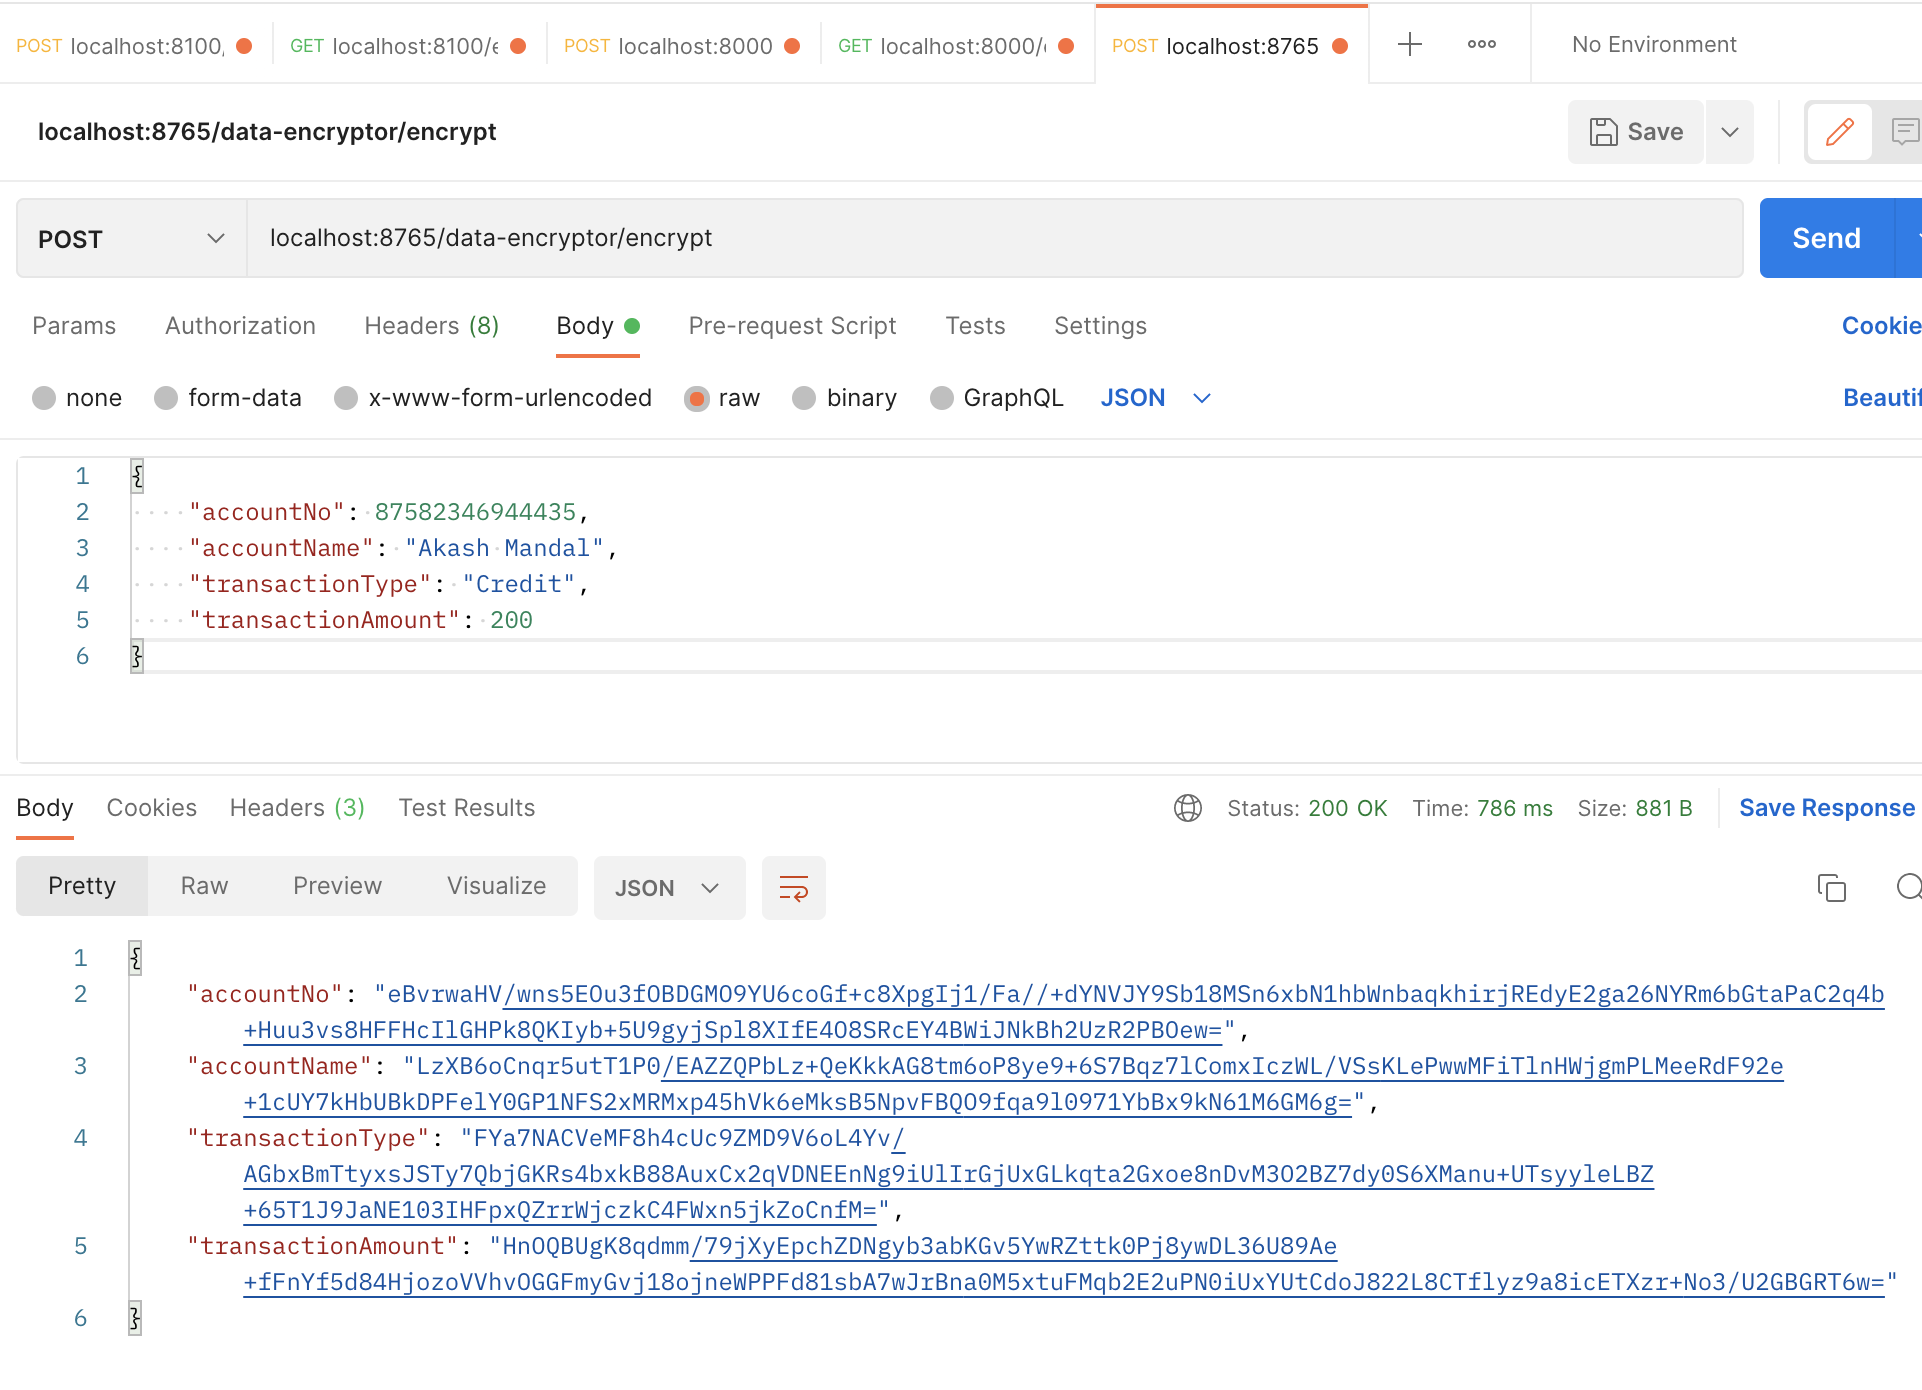 POST localhost:8100, GET localhost:8100/e POST localhost:8000 GET localhost:8000/ POST localhost:8765 No Environment
localhost:8765/data-encryptor/encrypt Save
POST localhost:8765/data-encryptor/encrypt Send
Params Authorization Headers (8) Body Pre-request Script Tests Settings Cookie
none form-data x-www-form-urlencoded raw binary GraphQL JSON Beautif
1 {
2 "accountNo": 87582346944435,
3 "accountName": "Akash Mandal",
4 "transactionType": "Credit",
5 "transactionAmount": 200
6 }
Body Cookies Headers (3) Test Results Status: 200 OK Time: 786 ms Size: 881 B Save Response
Pretty Raw Preview Visualize JSON
1 {
2 "accountNo": "eBvrwaHV/wns5EOu3fOBDGMO9YU6coGf+c8XpgIj1/Fa//+dYNVJY9Sb18MSn6xbN1hbWnbaqkhirjREdyE2ga26NYRm6bGtaPaC2q4b
+Huu3vs8HFFHcIlGHPk8QKIyb+5U9gyjSpl8XIfE4O8SRcEY4BWiJNkBh2UzR2PBOew=",
3 "accountName": "LzXB6oCnqr5utT1P0/EAZZQPbLz+QeKkkAG8tm6oP8ye9+6S7Bqz7lComxIczWL/VSsKLePwwMFiTlnHWjgmPLMeeRdF92e
+1cUY7kHbUBkDPFelY0GP1NFS2xMRMxp45hVk6eMksB5NpvFBQO9fqa9l0971YbBx9kN61M6GM6g=",
4 "transactionType": "FYa7NACVeMF8h4cUc9ZMD9V6oL4Yv/
AGbxBmTtyxsJSTy7QbjGKRs4bxkB88AuxCx2qVDNEEnNg9iUlIrGjUxGLkqta2Gxoe8nDvM3O2BZ7dy0S6XManu+UTsyyleLBZ
+65T1J9JaNE103IHFpxQZrrWjczkC4FWxn5jkZoCnfM=",
5 "transactionAmount": "HnOQBUgK8qdmm/79jXyEpchZDNgyb3abKGv5YwRZttk0Pj8ywDL36U89Ae
+fFnYf5d84HjozoVVhvOGGFmyGvj18ojneWPPFd81sbA7wJrBna0M5xtuFMqb2E2uPN0iUxYUtCdoJ822L8CTflyz9a8icETXzr+No3/U2GBGRT6w="
6 }